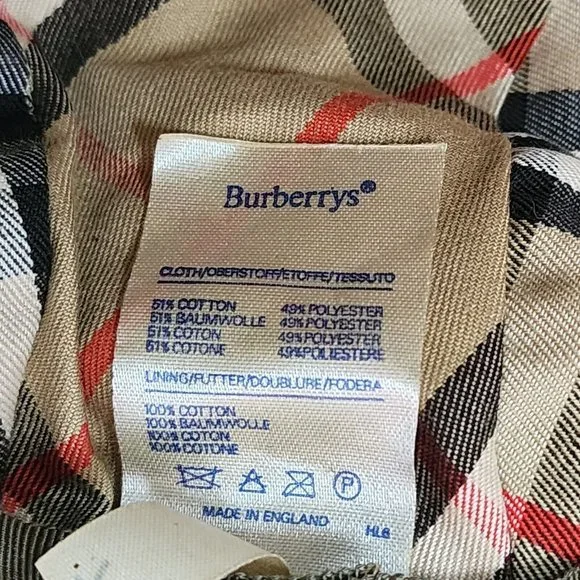 Burberrys®
CLOTH/OBERSTOFF/ETOFFE/TESSUTO
51% COTTON 49% POLYESTER
51% BAUMWOLLE 49% POLYESTER
51% COTON 49% POLYESTER
51% COTONE 49% POLIESTERE
LINING/FUTTER/DOUBLURE/FODERA
100% COTTON
100% BAUMWOLLE
100% COTON
100% COTONE
P
MADE IN ENGLAND